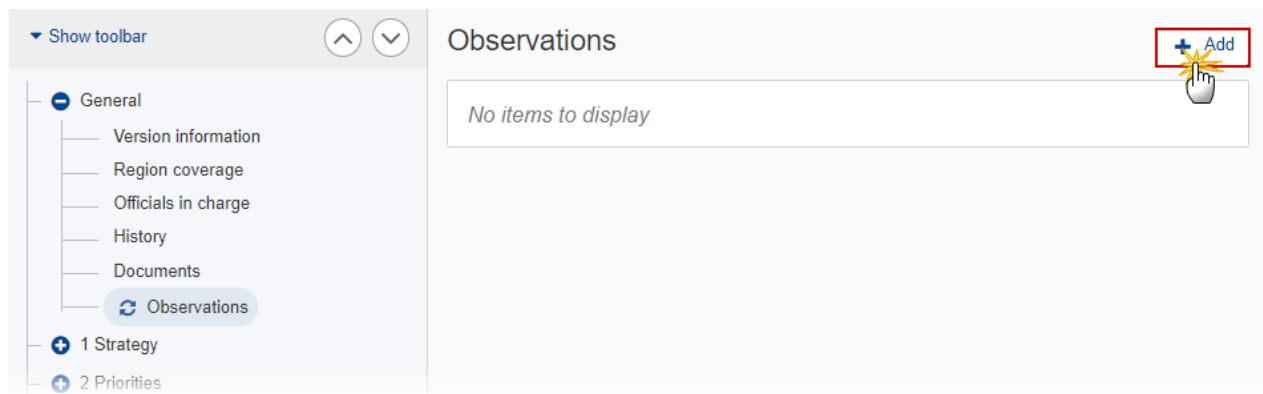 Show toolbar
General
Version information
Region coverage
Officials in charge
History
Documents
Observations
1 Strategy
2 Priorities
Observations
Add
No items to display